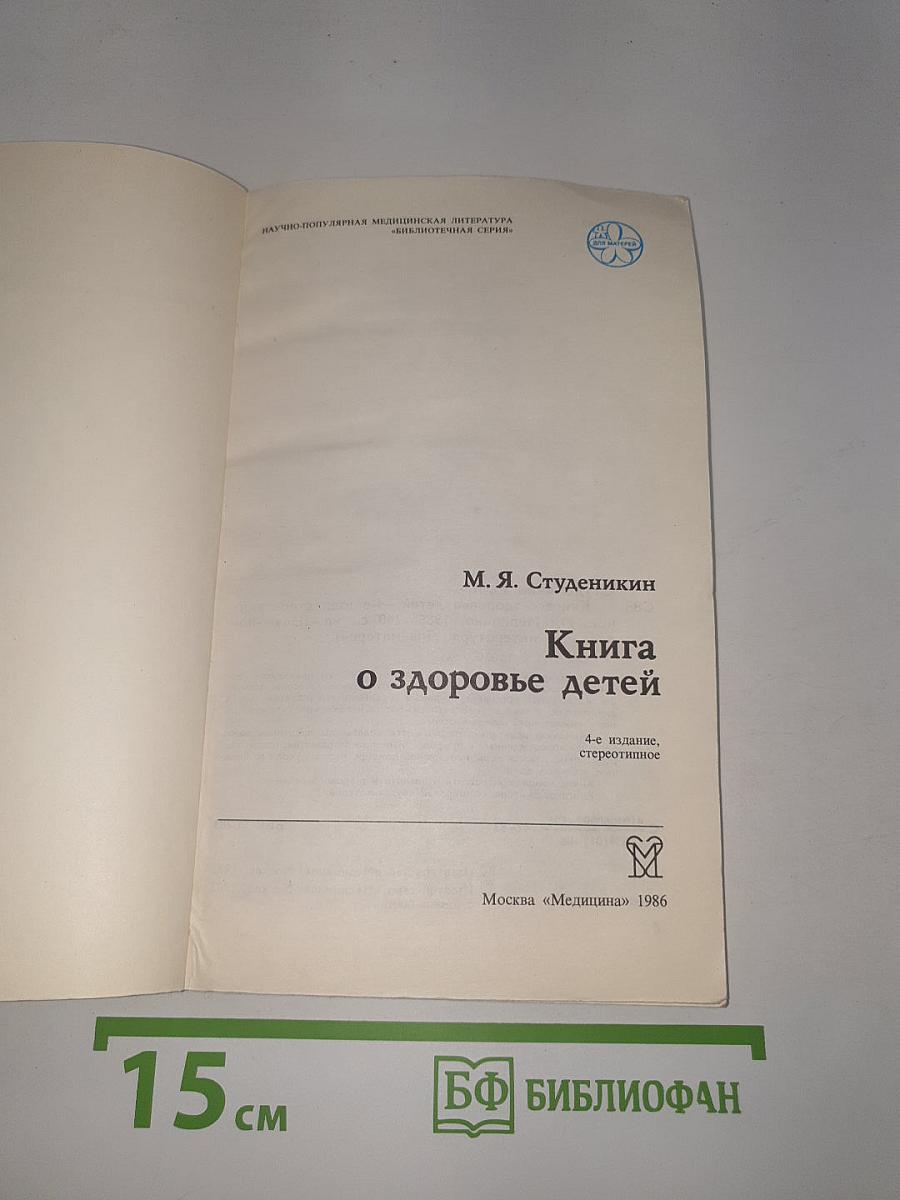 НАУЧНО-ПОПУЛЯРНАЯ МЕДИЦИНСКАЯ ЛИТЕРАТУРА
«БИБЛИОТЕЧНАЯ СЕРИЯ»
ДЛЯ МАТЕРЕЙ
М. Я. Студеникин
Книга
о здоровье детей
4-е издание,
стереотипное
Москва «Медицина» 1986
15 см
БФ БИБЛИОФАН